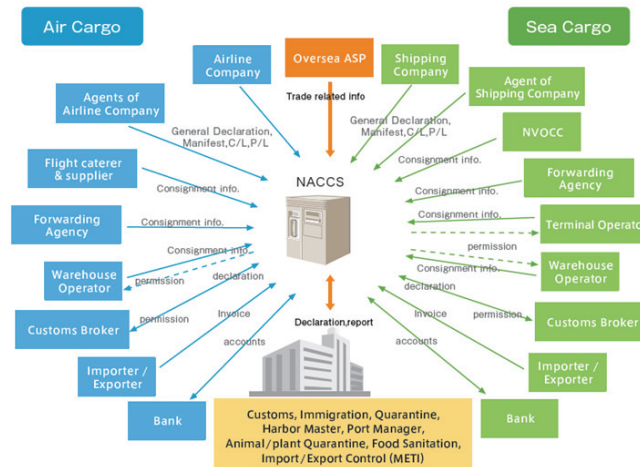 Air Cargo
Sea Cargo
Airline
Company
Oversea ASP
Shipping
Company
Agents of
Airline Company
Agent of
Shipping Company
Trade related info
General Declaration,
Manifest,C/L,P/L
General Declaration,
Manifest,C/L,P/L
NVOCC
Flight caterer
& supplier
Consignment info.
NACCS
Consignment info.
Forwarding
Agency
Forwarding
Agency
Consignment info.
Consignment info.
Terminal Operator
Consignment info.
permission
Warehouse
Operator
permission
declaration
Consignment info.
declaration
Warehouse
Operator
Customs Broker
permission
Invoice
Declaration,report
Invoice
permission
Customs Broker
accounts
accounts
Importer /
Exporter
Importer /
Exporter
Bank
Customs, Immigration, Quarantine,
Harbor Master, Port Manager,
Animal/plant Quarantine, Food Sanitation,
Import/Export Control (METI)
Bank